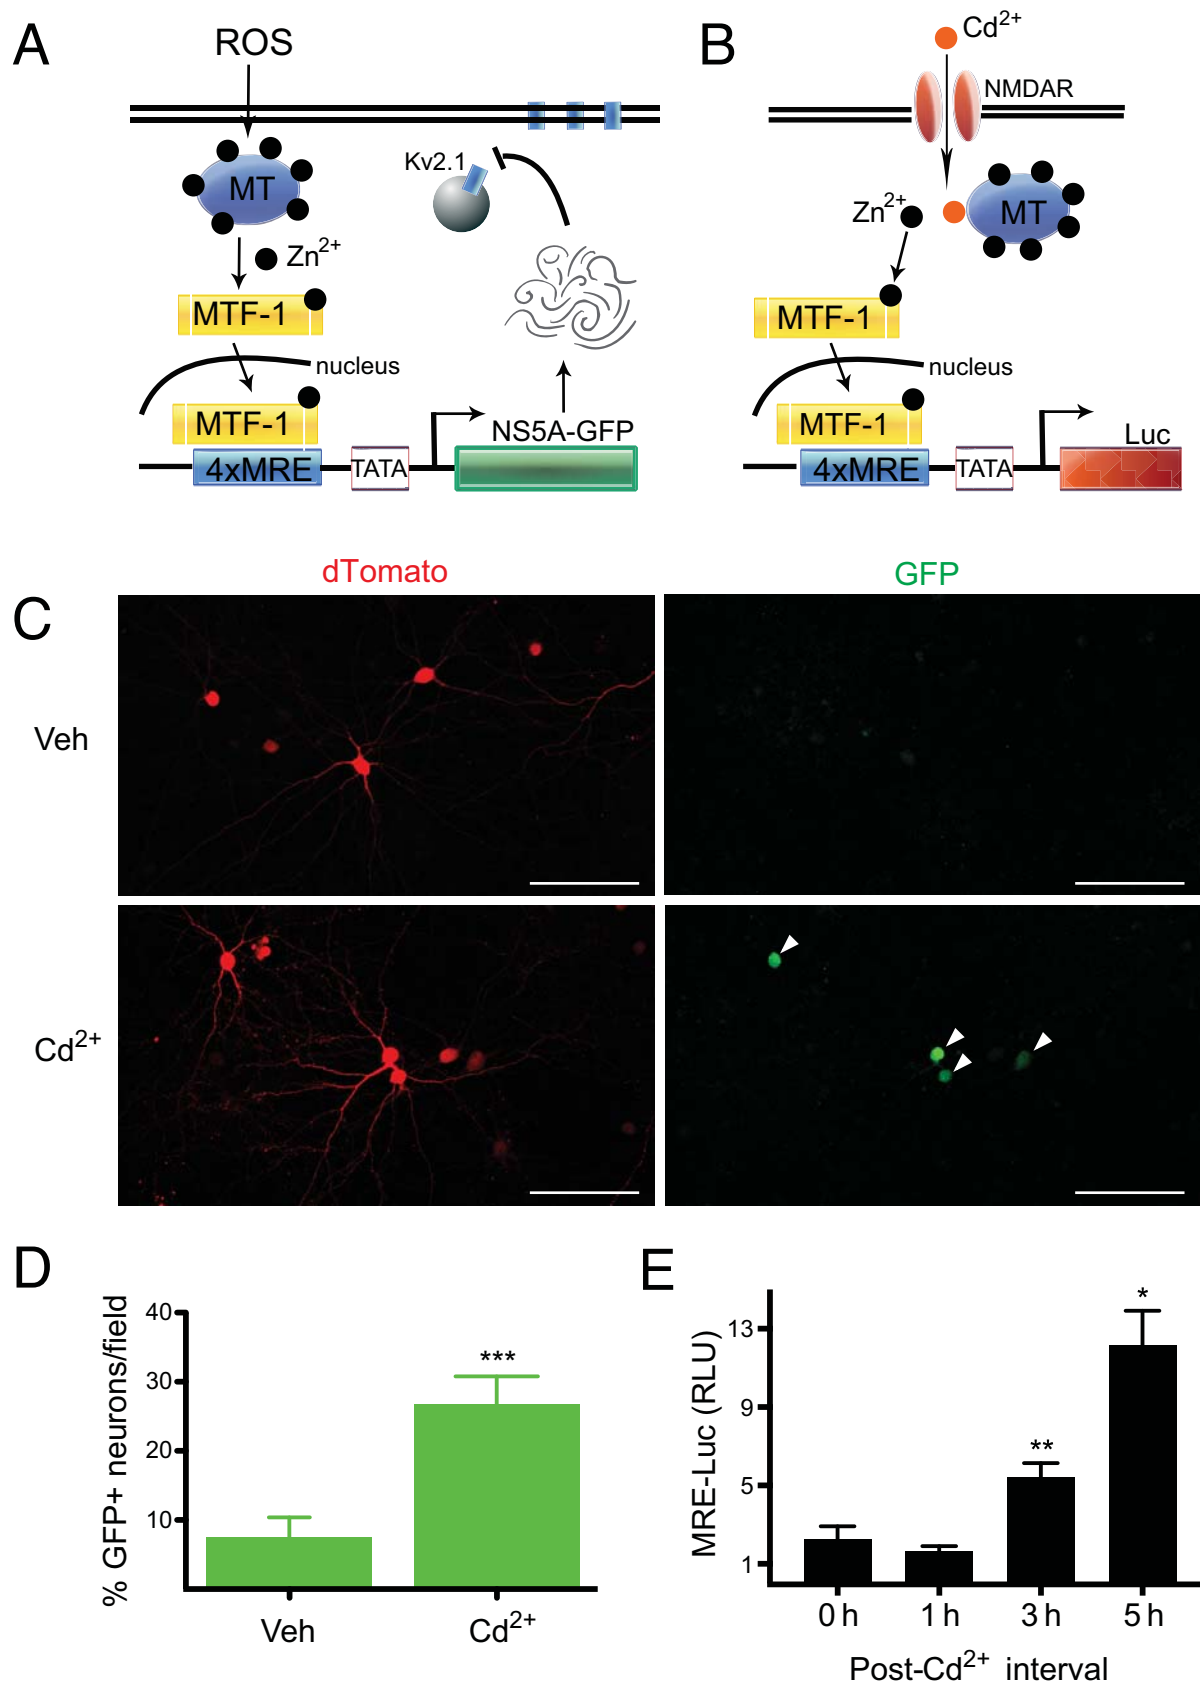 A
ROS
MT
Zn2+
MTF-1
nucleus
MTF-1
4xMRE
TATA
NS5A-GFP
Kv2.1
B
Cd2+
NMDAR
Zn2+
MT
MTF-1
nucleus
MTF-1
4xMRE
TATA
Luc
C
dTomato
GFP
Veh
Cd2+
D
% GFP+ neurons/field
40
30
20
10
***
Veh
Cd2+
E
MRE-Luc (RLU)
13
9
5
1
**
*
0 h
1 h
3 h
5 h
Post-Cd2+ interval